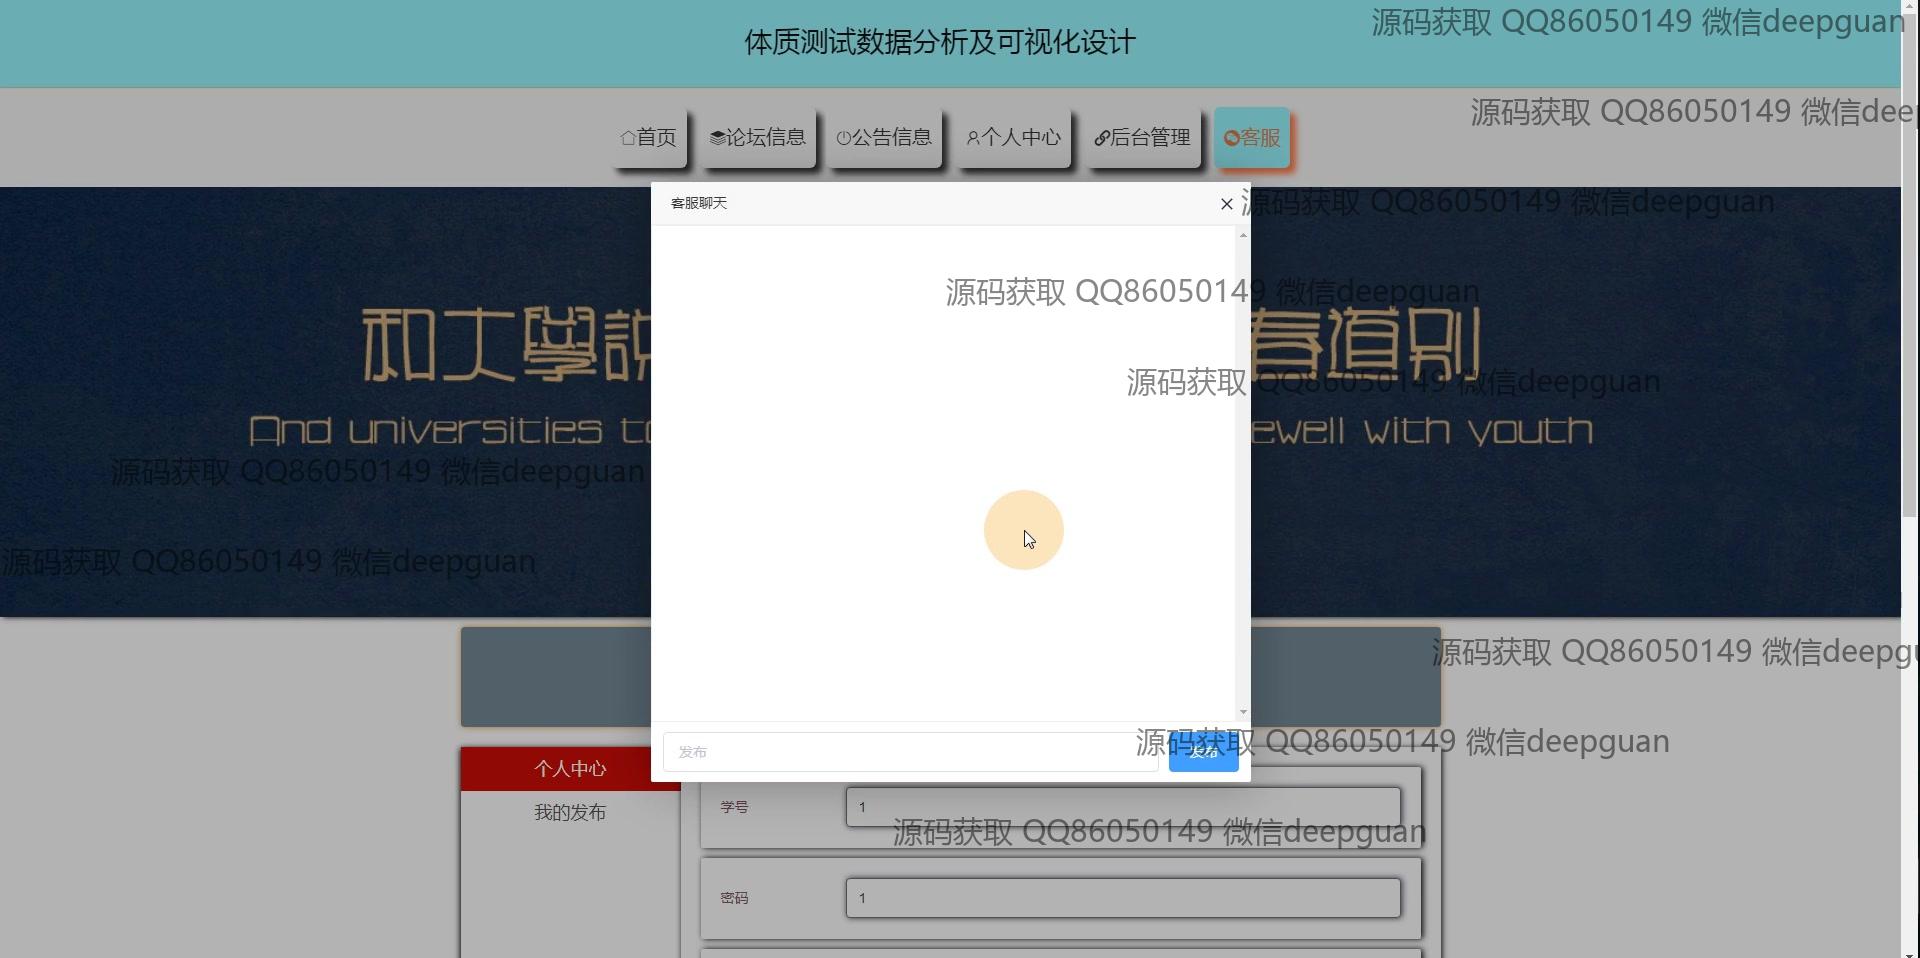 体质测试数据分析及可视化设计
源码获取 QQ86050149 微信deepguan
源码获取 QQ86050149 微信deep
首页 论坛信息 公告信息 个人中心 后台管理 客服
客服聊天
源码获取 QQ86050149 微信deepguan
源码获取 QQ86050149 微信deepguan
和大學説 春道别
源码获取 QQ86050149 微信deepguan
And universities to ewell with youth
源码获取 QQ86050149 微信deepguan
源码获取 QQ86050149 微信deepguan
源码获取 QQ86050149 微信deepgu
源码获取 QQ86050149 微信deepguan
发布 发布
个人中心
我的发布
学号 1
源码获取 QQ86050149 微信deepguan
密码 1